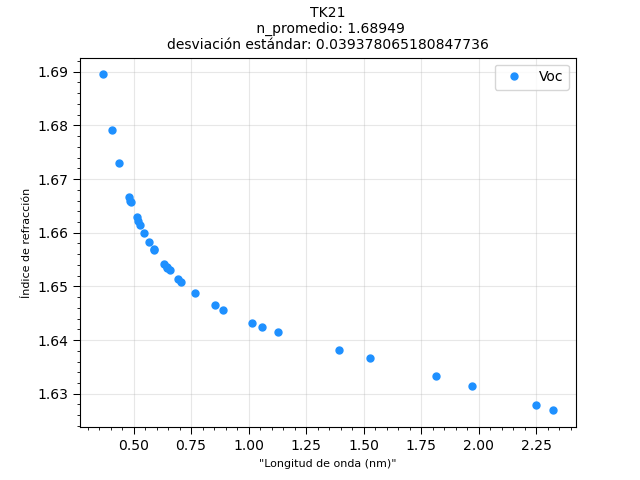 TK21
n_promedio: 1.68949
desviación estándar: 0.039378065180847736
Voc
1.69
1.68
1.67
1.66
1.65
1.64
1.63
Índice de refracción
0.50 0.75 1.00 1.25 1.50 1.75 2.00 2.25
"Longitud de onda (nm)"